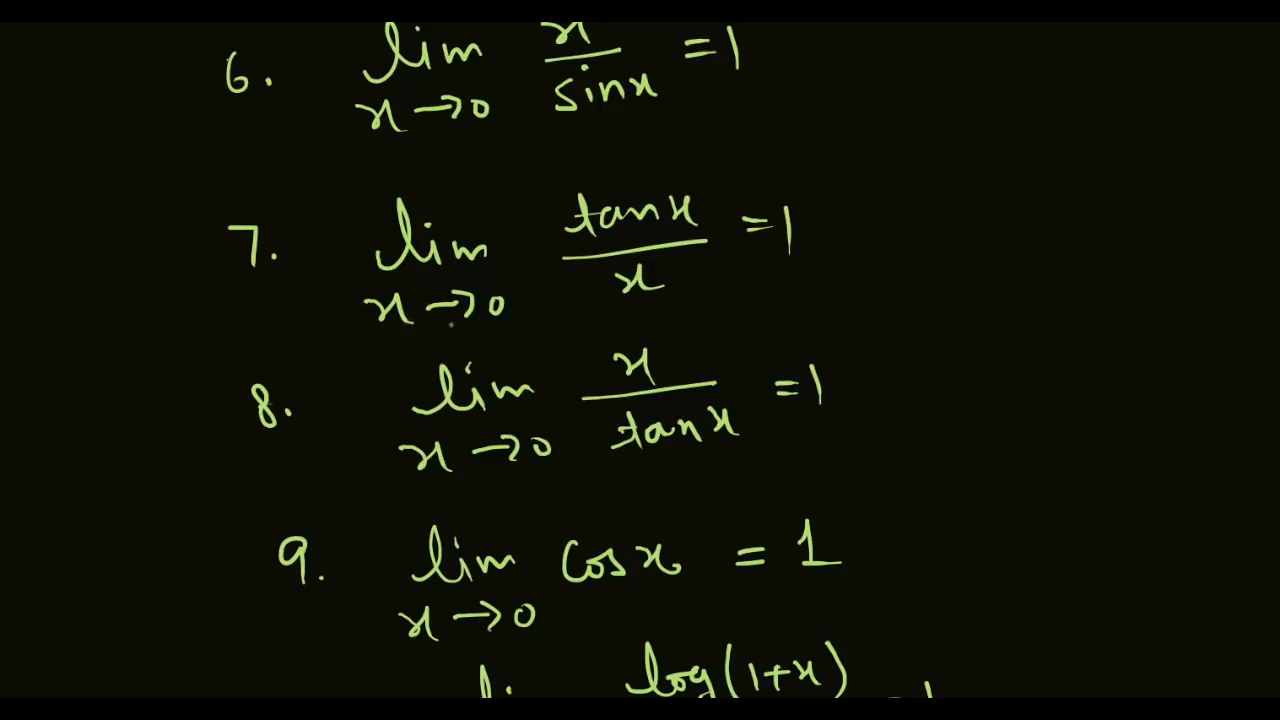 6. lim x→0 x/sinx =1
7. lim x→0 tanx/x =1
8. lim x→0 x/tanx =1
9. lim x→0 cosx = 1
log(1+x)